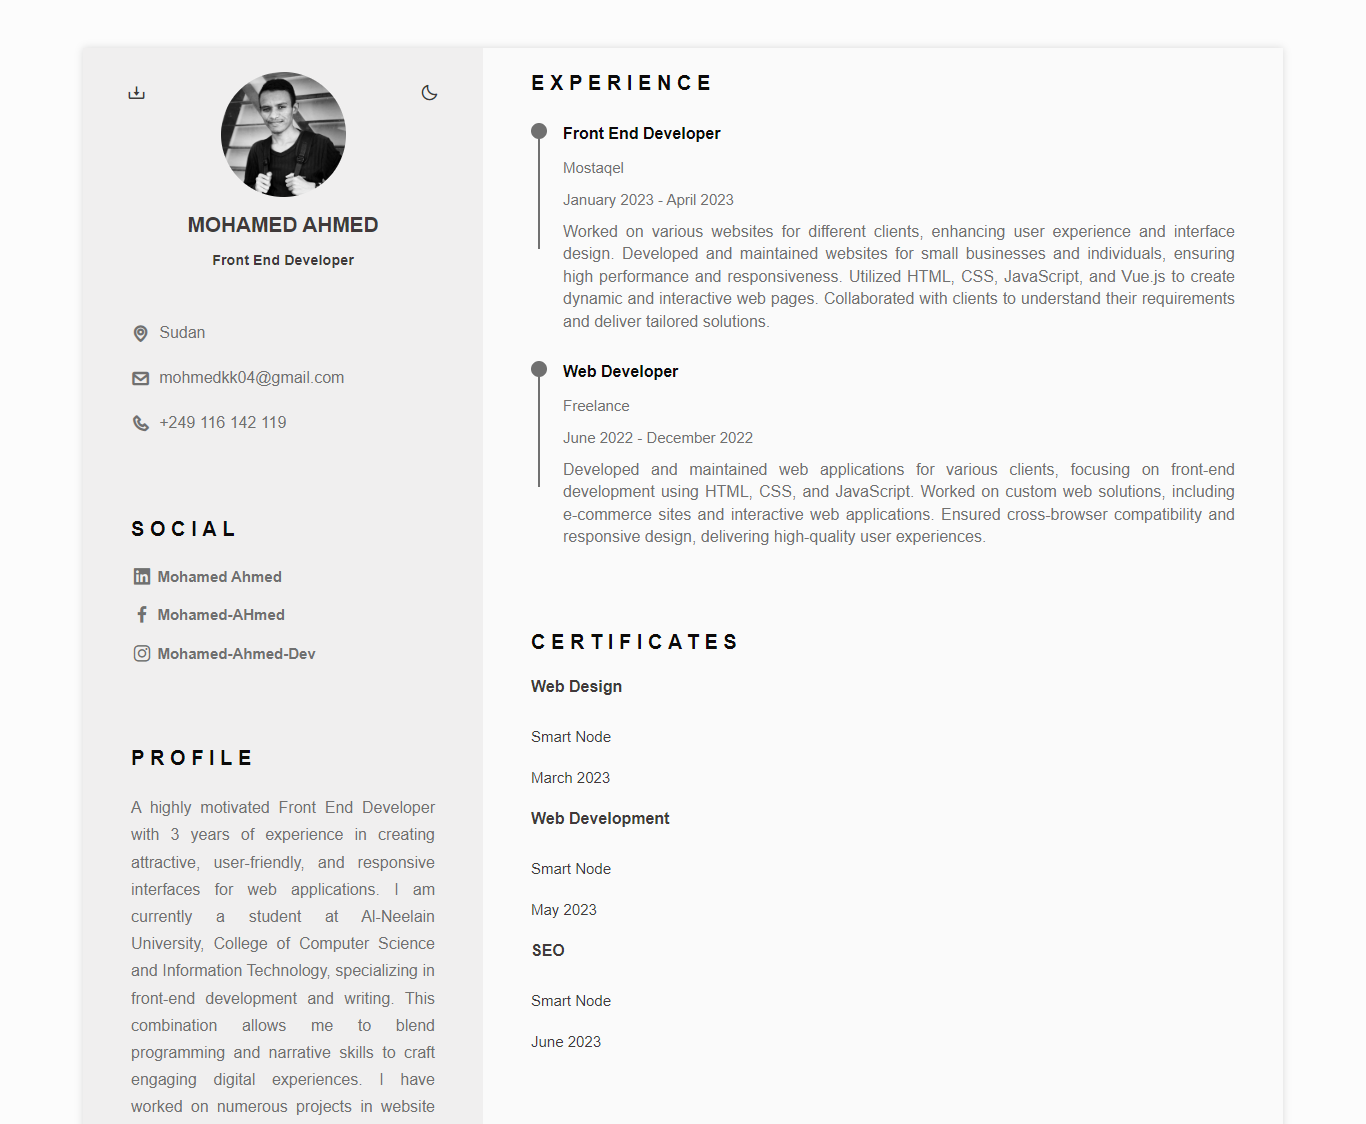 MOHAMED AHMED
Front End Developer
Sudan
mohmedkk04@gmail.com
+249 116 142 119
SOCIAL
Mohamed Ahmed
Mohamed-AHmed
Mohamed-Ahmed-Dev
PROFILE
A highly motivated Front End Developer
with 3 years of experience in creating
attractive, user-friendly, and responsive
interfaces for web applications. I am
currently a student at Al-Neelain
University, College of Computer Science
and Information Technology, specializing in
front-end development and writing. This
combination allows me to blend
programming and narrative skills to craft
engaging digital experiences. I have
worked on numerous projects in website
EXPERIENCE
Front End Developer
Mostaqel
January 2023 - April 2023
Worked on various websites for different clients, enhancing user experience and interface
design. Developed and maintained websites for small businesses and individuals, ensuring
high performance and responsiveness. Utilized HTML, CSS, JavaScript, and Vue.js to create
dynamic and interactive web pages. Collaborated with clients to understand their requirements
and deliver tailored solutions.
Web Developer
Freelance
June 2022 - December 2022
Developed and maintained web applications for various clients, focusing on front-end
development using HTML, CSS, and JavaScript. Worked on custom web solutions, including
e-commerce sites and interactive web applications. Ensured cross-browser compatibility and
responsive design, delivering high-quality user experiences.
CERTIFICATES
Web Design
Smart Node
March 2023
Web Development
Smart Node
May 2023
SEO
Smart Node
June 2023